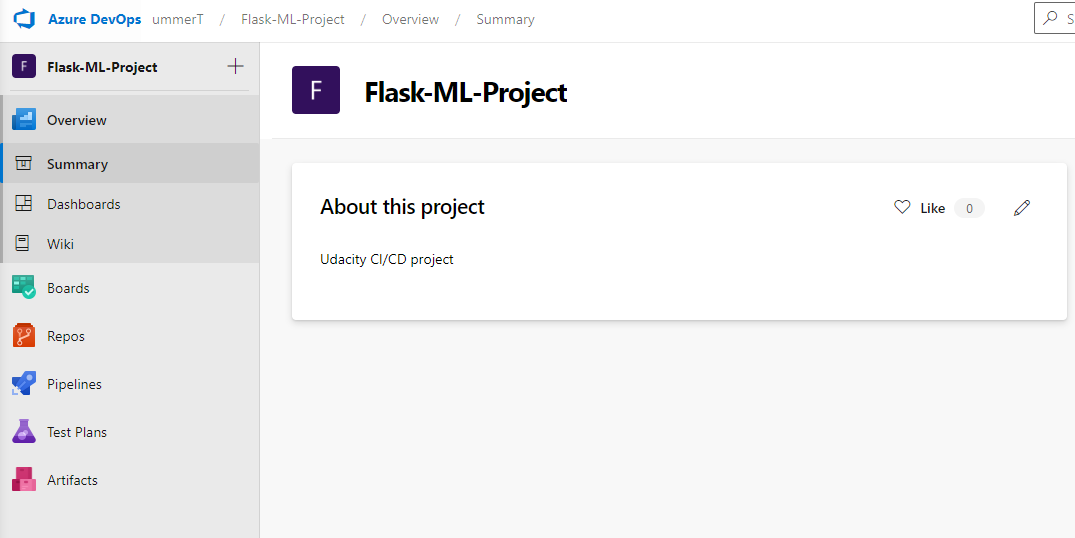 Azure DevOps ummerT / Flask-ML-Project / Overview / Summary
F Flask-ML-Project
F Flask-ML-Project
Overview
Summary
Dashboards
Wiki
Boards
Repos
Pipelines
Test Plans
Artifacts
About this project
Like 0
Udacity CI/CD project